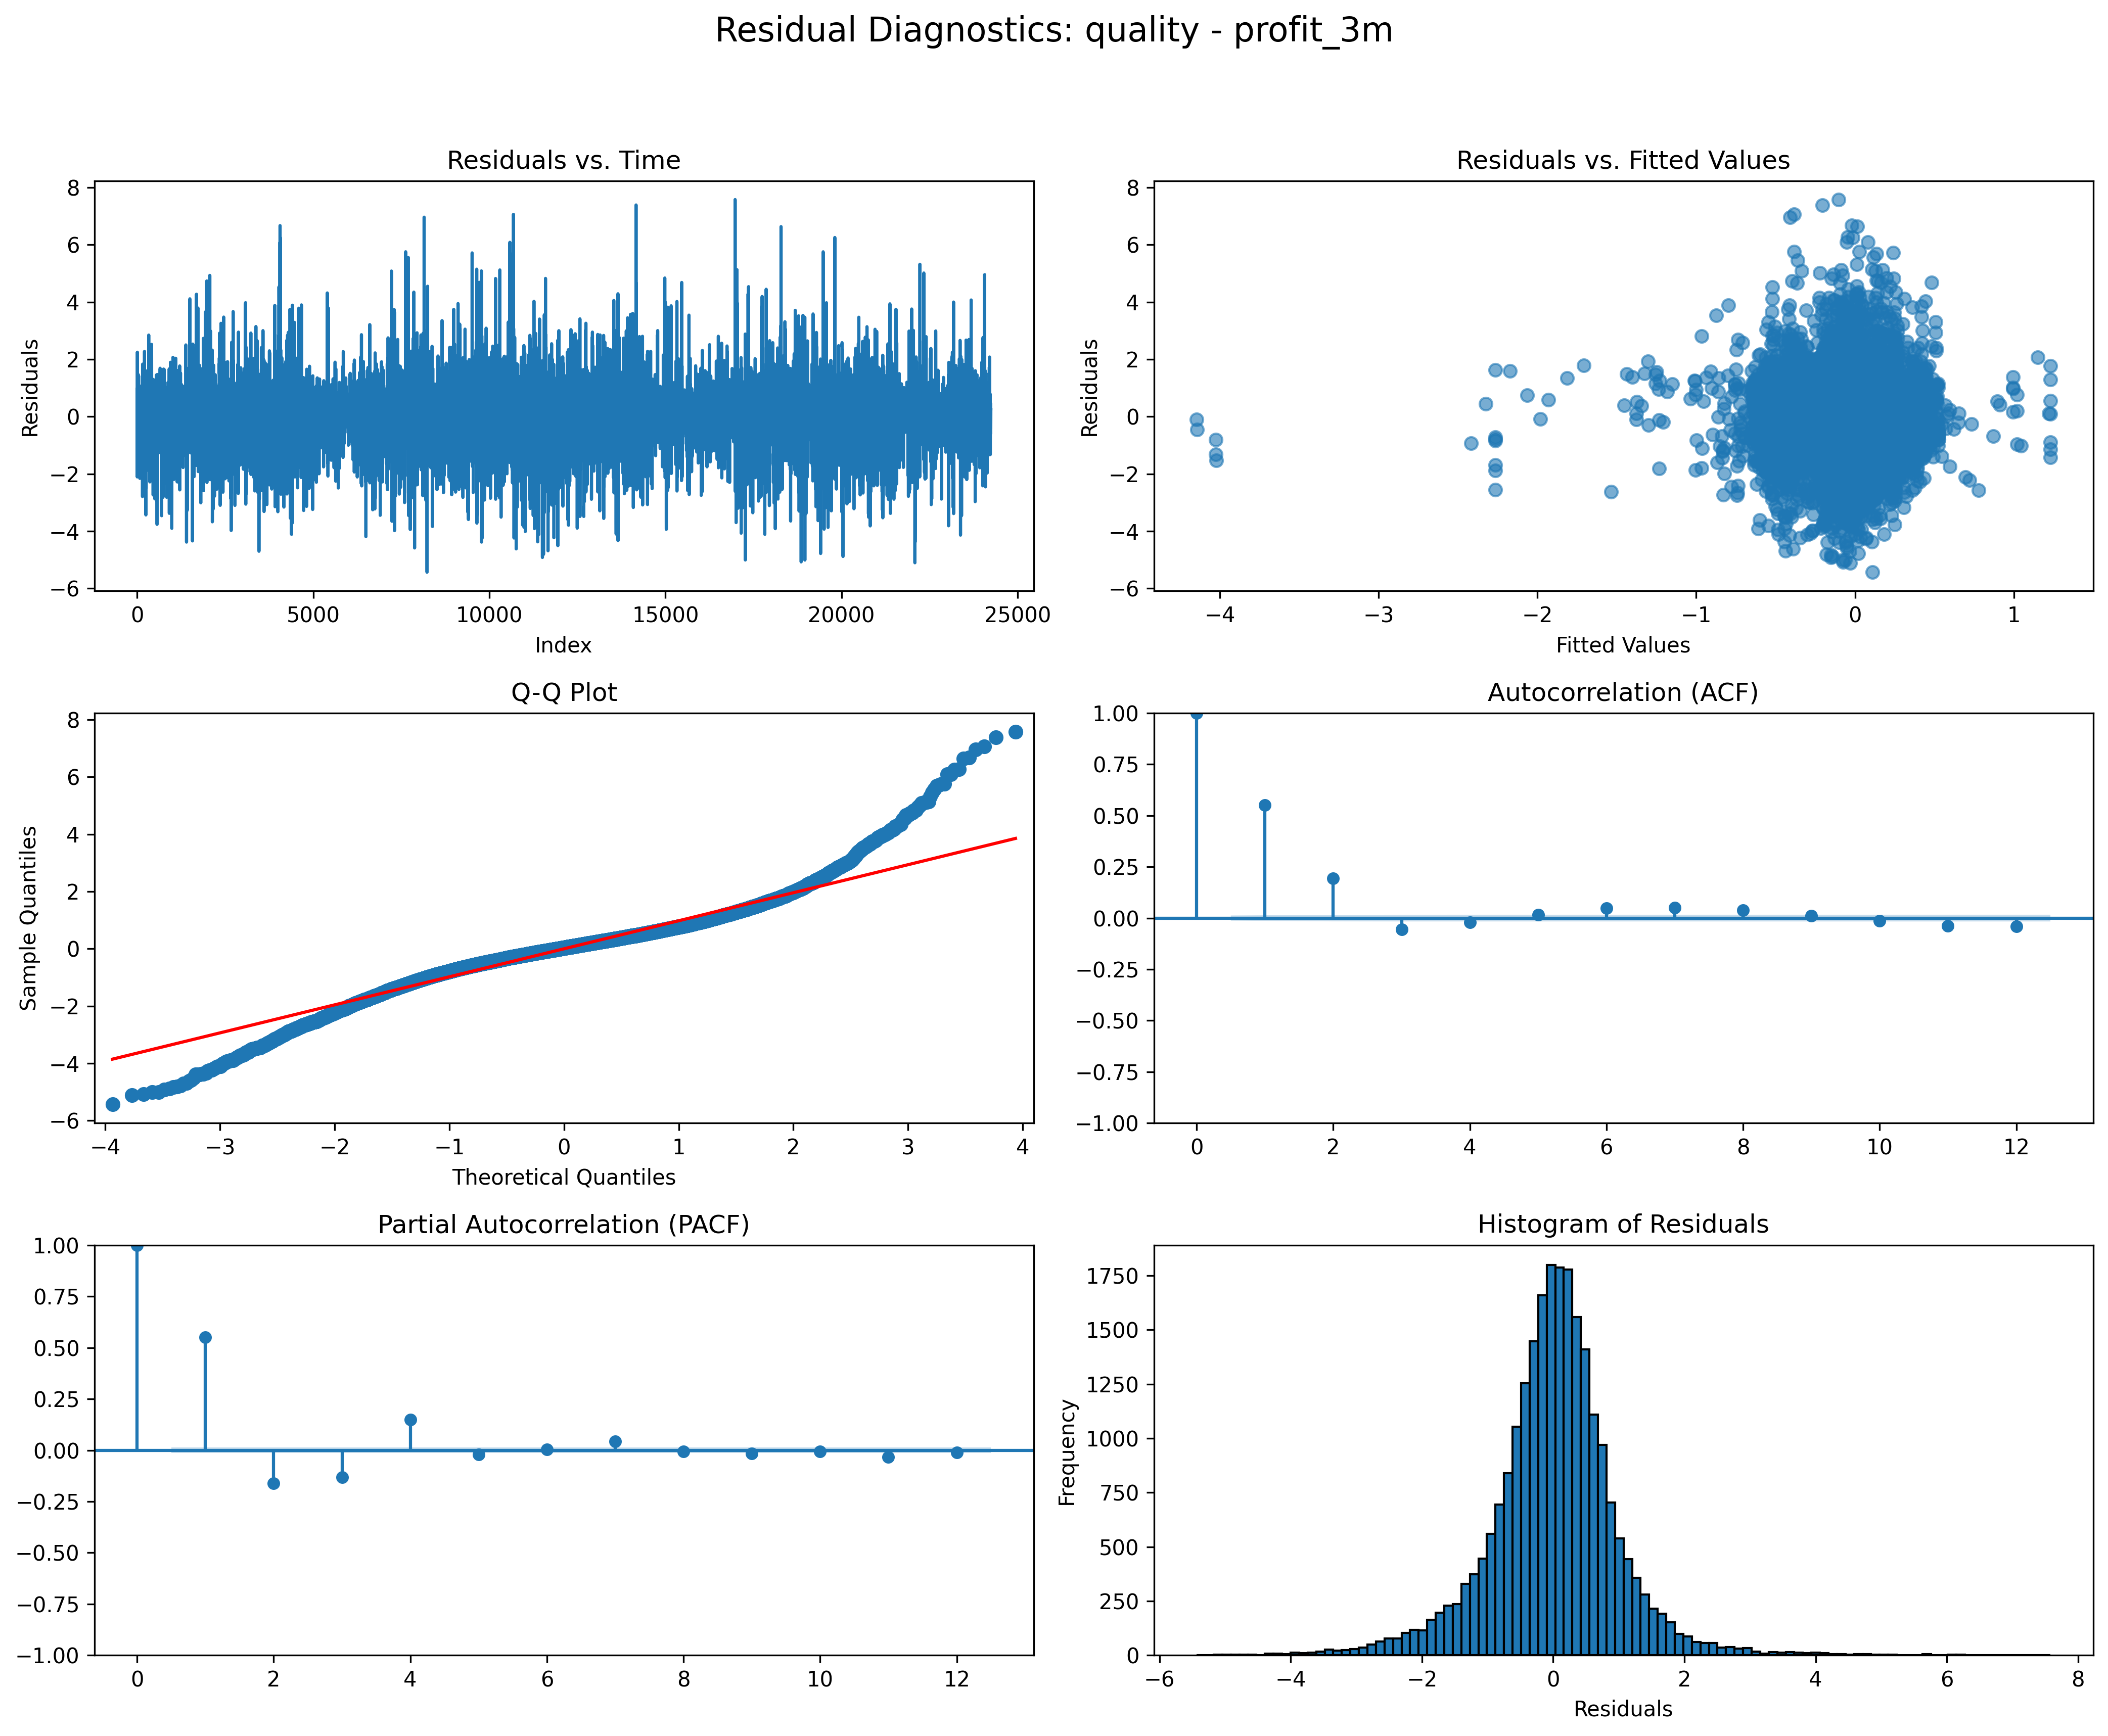 Residual Diagnostics: quality - profit_3m
Residuals vs. Time
8
6
4
2
0
−2
−4
−6
Residuals
0 5000 10000 15000 20000 25000
Index
Residuals vs. Fitted Values
8
6
4
2
0
−2
−4
−6
Residuals
−4 −3 −2 −1 0 1
Fitted Values
Q-Q Plot
8
6
4
2
0
−2
−4
−6
Sample Quantiles
−4 −3 −2 −1 0 1 2 3 4
Theoretical Quantiles
Autocorrelation (ACF)
1.00
0.75
0.50
0.25
0.00
−0.25
−0.50
−0.75
−1.00
0 2 4 6 8 10 12
Partial Autocorrelation (PACF)
1.00
0.75
0.50
0.25
0.00
−0.25
−0.50
−0.75
−1.00
0 2 4 6 8 10 12
Histogram of Residuals
1750
1500
1250
1000
750
500
250
0
Frequency
−6 −4 −2 0 2 4 6 8
Residuals